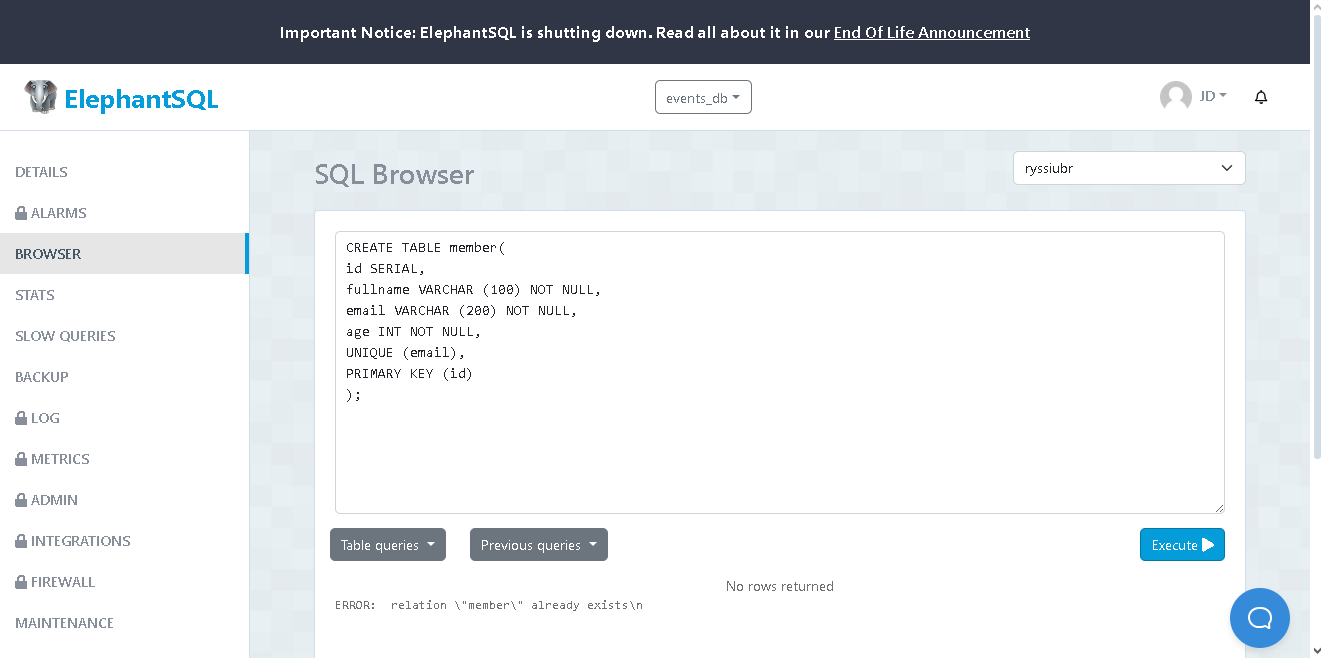 Important Notice: ElephantSQL is shutting down. Read all about it in our End Of Life Announcement
ElephantSQL
events_db
JD
DETAILS
ALARMS
BROWSER
STATS
SLOW QUERIES
BACKUP
LOG
METRICS
ADMIN
INTEGRATIONS
FIREWALL
MAINTENANCE
SQL Browser
ryssiubr
CREATE TABLE member(
id SERIAL,
fullname VARCHAR (100) NOT NULL,
email VARCHAR (200) NOT NULL,
age INT NOT NULL,
UNIQUE (email),
PRIMARY KEY (id)
);
Table queries
Previous queries
Execute
No rows returned
ERROR:  relation \"member\" already exists\n